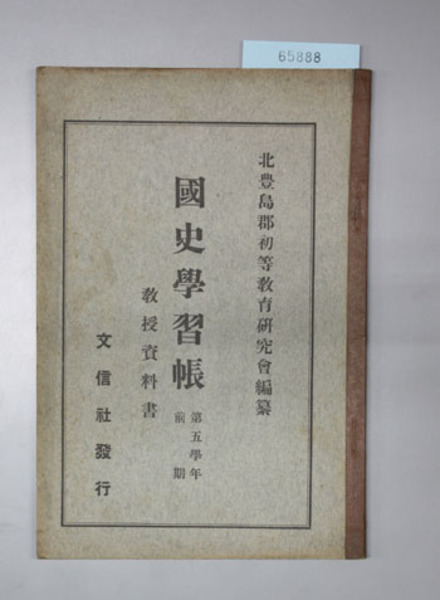 65888
北豊島郡初等教育研究會編纂
國史學習帳
第五學年
前期
教授資料書
文信社發行